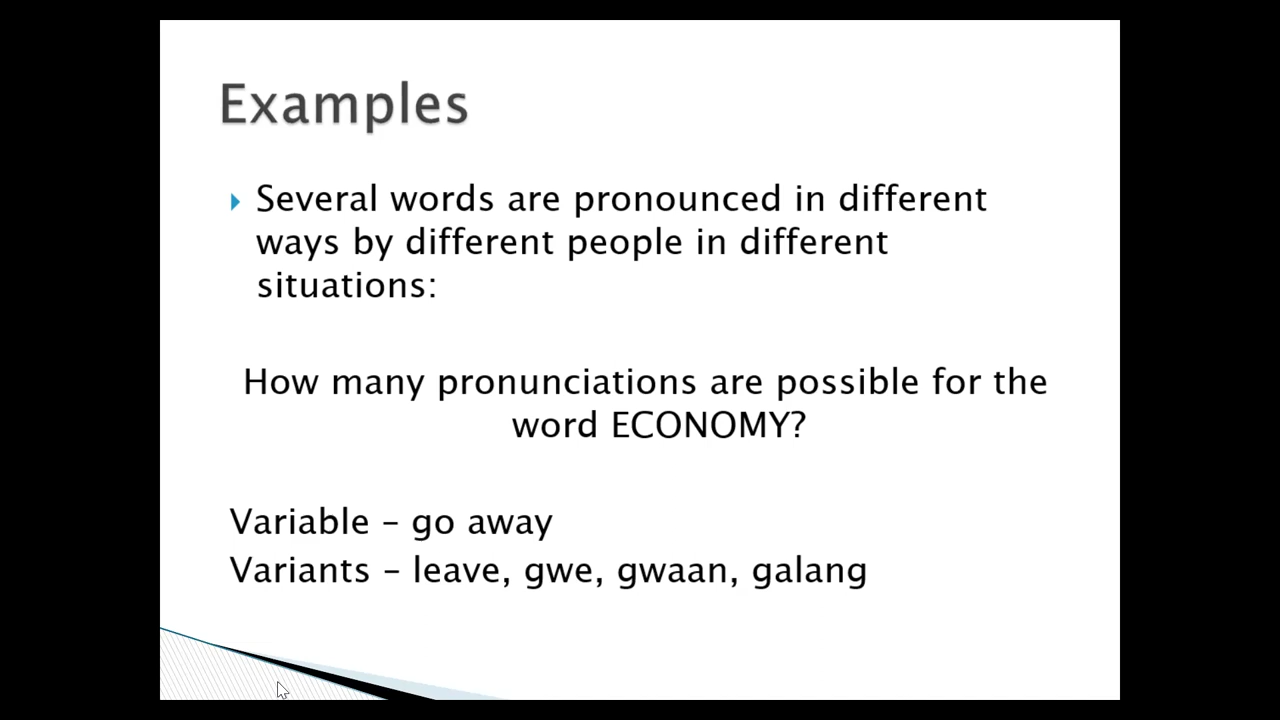 Examples
Several words are pronounced in different
ways by different people in different
situations:
How many pronunciations are possible for the
word ECONOMY?
Variable – go away
Variants – leave, gwe, gwaan, galang